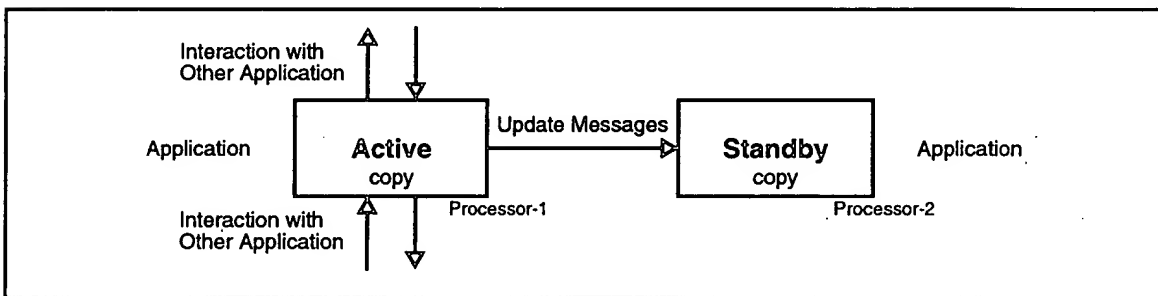 Interaction with
Other Application
Application
Active
copy
Processor-1
Update Messages
Standby
copy
Processor-2
Application
Interaction with
Other Application